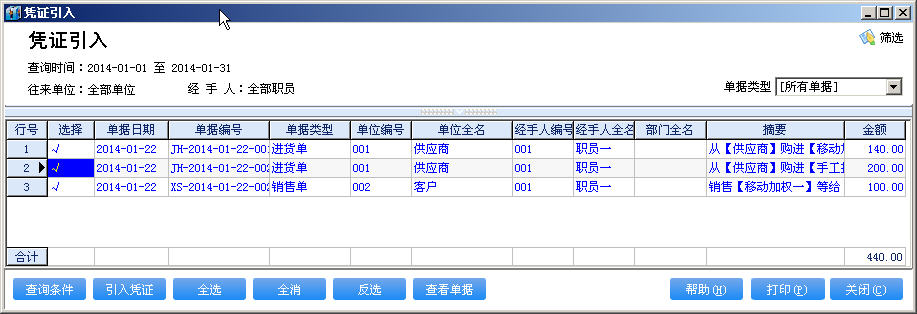 凭证引入
凭证引入
筛选
查询时间：2014-01-01 至 2014-01-31
往来单位：全部单位 经 手 人：全部职员 单据类型 [所有单据]
行号 选择 单据日期 单据编号 单据类型 单位编号 单位全名 经手人编号 经手人全名 部门全名 摘要 金额
1 √ 2014-01-22 JH-2014-01-22-00 进货单 001 供应商 001 职员一 从【供应商】购进【移动 140.00
2 √ 2014-01-22 JH-2014-01-22-002 进货单 001 供应商 001 职员一 从【供应商】购进【手工 200.00
3 √ 2014-01-22 XS-2014-01-22-002 销售单 002 客户 001 职员一 销售【移动加权一】等给 100.00
合计 440.00
查询条件 引入凭证 全选 全消 反选 查看单据 帮助(H) 打印(P) 关闭(C)